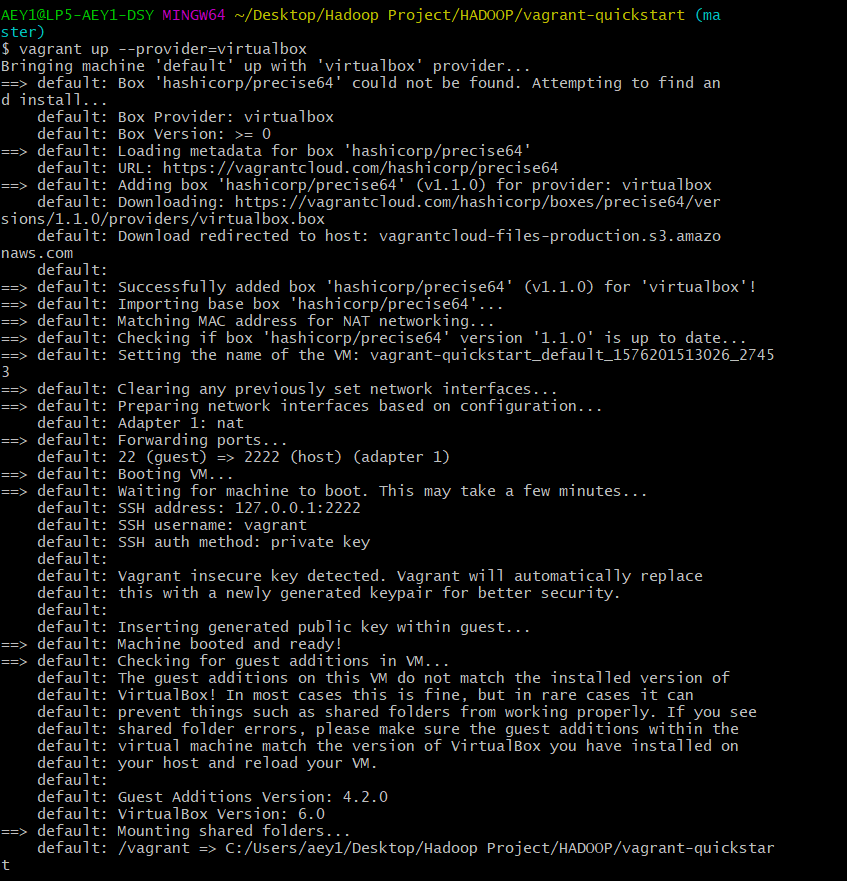 AEY1@LP5-AEY1-DSY MINGW64 ~/Desktop/Hadoop Project/HADOOP/vagrant-quickstart (ma
ster)
$ vagrant up --provider=virtualbox
Bringing machine 'default' up with 'virtualbox' provider...
==> default: Box 'hashicorp/precise64' could not be found. Attempting to find an
d install...
    default: Box Provider: virtualbox
    default: Box Version: >= 0
==> default: Loading metadata for box 'hashicorp/precise64'
    default: URL: https://vagrantcloud.com/hashicorp/precise64
==> default: Adding box 'hashicorp/precise64' (v1.1.0) for provider: virtualbox
    default: Downloading: https://vagrantcloud.com/hashicorp/boxes/precise64/ver
sions/1.1.0/providers/virtualbox.box
    default: Download redirected to host: vagrantcloud-files-production.s3.amazo
naws.com
    default:
==> default: Successfully added box 'hashicorp/precise64' (v1.1.0) for 'virtualbox'!
==> default: Importing base box 'hashicorp/precise64'...
==> default: Matching MAC address for NAT networking...
==> default: Checking if box 'hashicorp/precise64' version '1.1.0' is up to date...
==> default: Setting the name of the VM: vagrant-quickstart_default_1576201513026_2745
3
==> default: Clearing any previously set network interfaces...
==> default: Preparing network interfaces based on configuration...
    default: Adapter 1: nat
==> default: Forwarding ports...
    default: 22 (guest) => 2222 (host) (adapter 1)
==> default: Booting VM...
==> default: Waiting for machine to boot. This may take a few minutes...
    default: SSH address: 127.0.0.1:2222
    default: SSH username: vagrant
    default: SSH auth method: private key
    default:
    default: Vagrant insecure key detected. Vagrant will automatically replace
    default: this with a newly generated keypair for better security.
    default:
    default: Inserting generated public key within guest...
==> default: Machine booted and ready!
==> default: Checking for guest additions in VM...
    default: The guest additions on this VM do not match the installed version of
    default: VirtualBox! In most cases this is fine, but in rare cases it can
    default: prevent things such as shared folders from working properly. If you see
    default: shared folder errors, please make sure the guest additions within the
    default: virtual machine match the version of VirtualBox you have installed on
    default: your host and reload your VM.
    default:
    default: Guest Additions Version: 4.2.0
    default: VirtualBox Version: 6.0
==> default: Mounting shared folders...
    default: /vagrant => C:/Users/aey1/Desktop/Hadoop Project/HADOOP/vagrant-quickstar
t